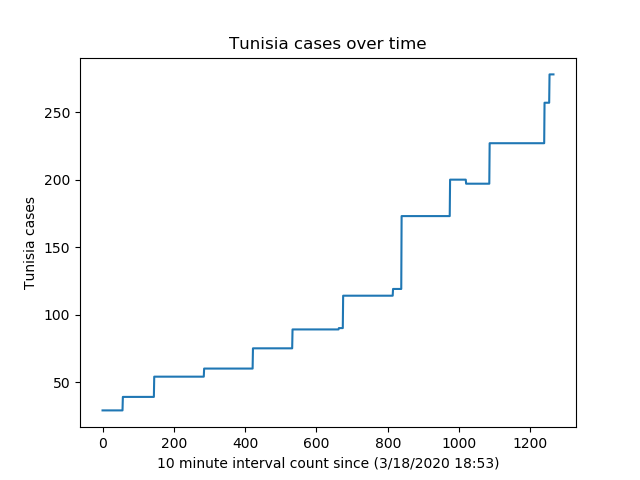 Tunisia cases over time
Tunisia cases
250
200
150
100
50
0 200 400 600 800 1000 1200
10 minute interval count since (3/18/2020 18:53)